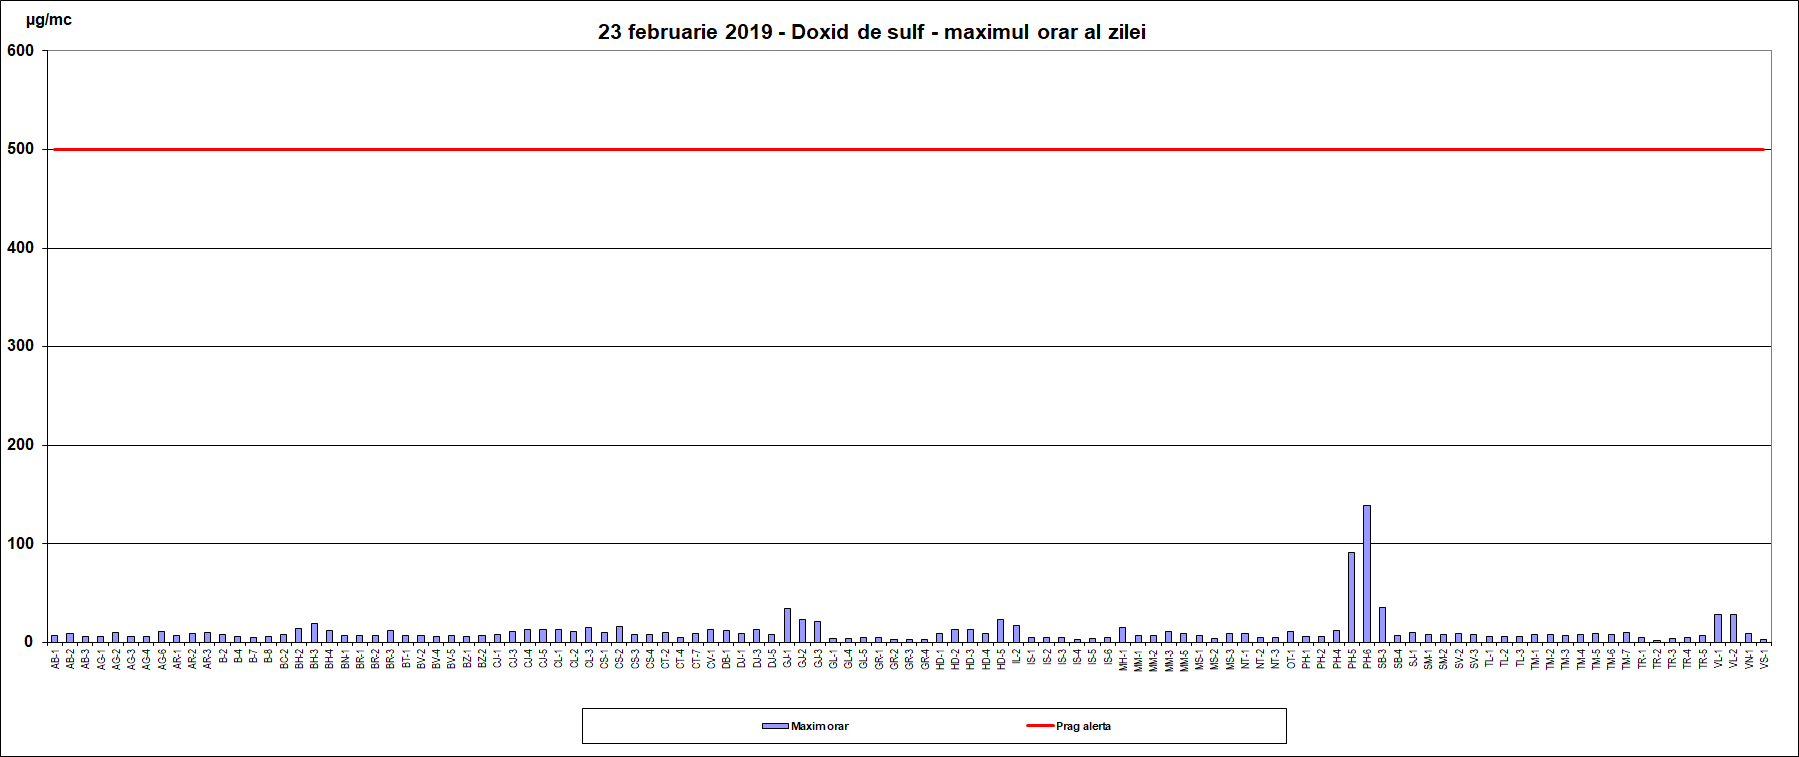 µg/mc
23 februarie 2019 - Doxid de sulf - maximul orar al zilei
600
500
400
300
200
100
0
AB-1
AB-2
AB-3
AG-1
AG-2
AG-3
AG-4
AG-6
AR-1
AR-2
AR-3
B-2
B-4
B-7
B-8
BC-2
BH-2
BH-3
BH-4
BN-1
BR-1
BR-2
BR-3
BT-1
BV-2
BV-4
BV-5
BZ-1
BZ-2
CJ-1
CJ-3
CJ-4
CJ-5
CL-1
CL-2
CL-3
CS-1
CS-2
CS-3
CS-4
CT-2
CT-4
CT-7
CV-1
DB-1
DJ-1
DJ-3
DJ-5
GJ-1
GJ-2
GJ-3
GL-1
GL-4
GL-5
GR-1
GR-2
GR-3
GR-4
HD-1
HD-2
HD-3
HD-4
HD-5
IL-2
IS-1
IS-2
IS-3
IS-4
IS-5
IS-6
MH-1
MM-1
MM-2
MM-3
MM-5
MS-1
MS-2
MS-3
NT-1
NT-2
NT-3
OT-1
PH-1
PH-2
PH-4
PH-5
PH-6
SB-3
SB-4
SJ-1
SM-1
SM-2
SV-2
SV-3
TL-1
TL-2
TL-3
TM-1
TM-2
TM-3
TM-4
TM-5
TM-6
TM-7
TR-1
TR-2
TR-3
TR-4
TR-5
VL-1
VL-2
VN-1
VS-1
Maxim orar
Prag alerta